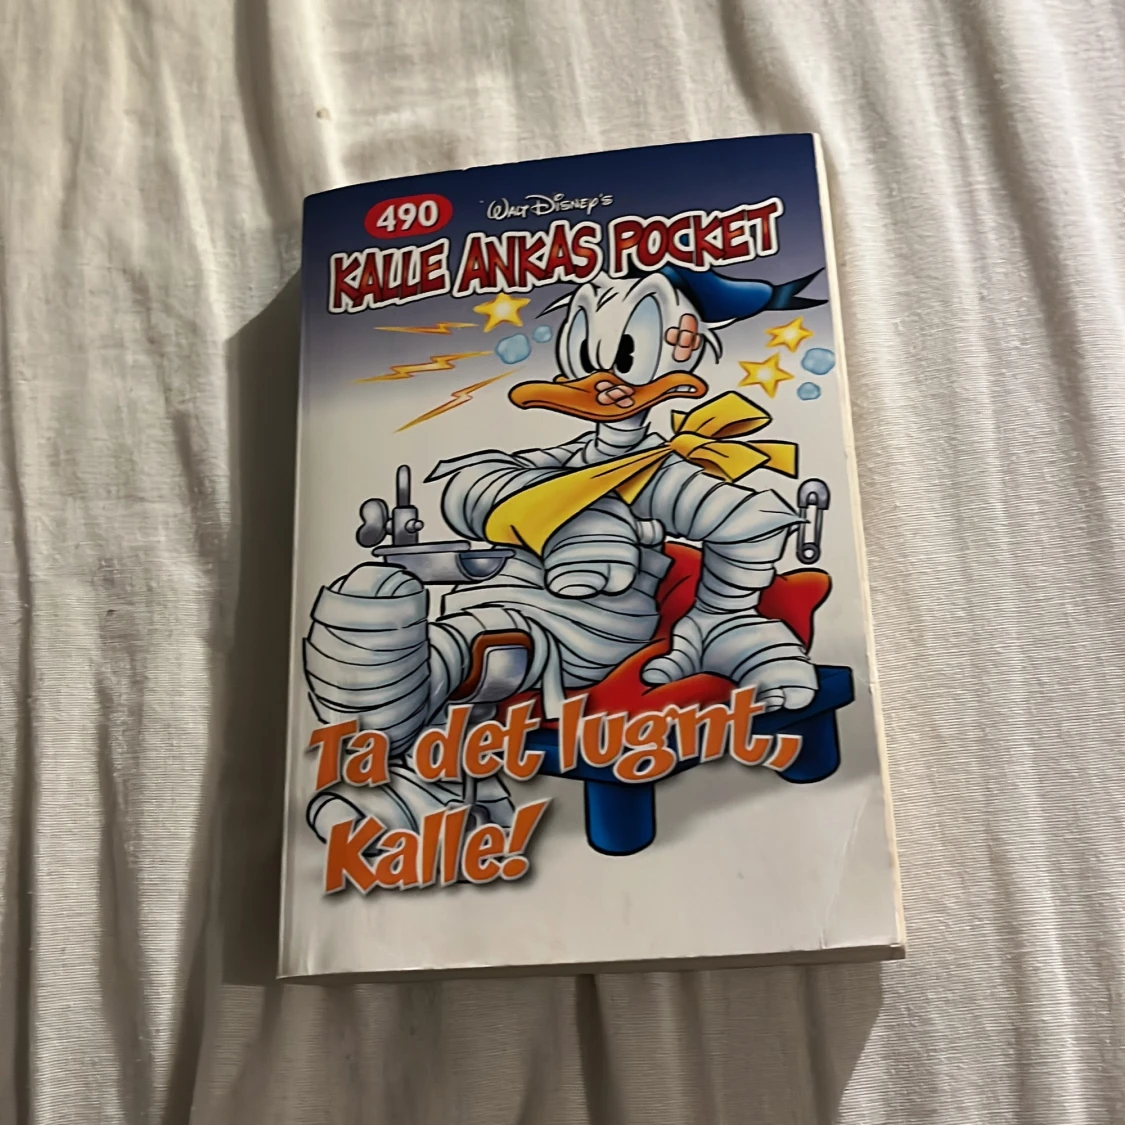 490
WALT DISNEY'S
KALLE ANKAS POCKET
Ta det lugnt,
Kalle!